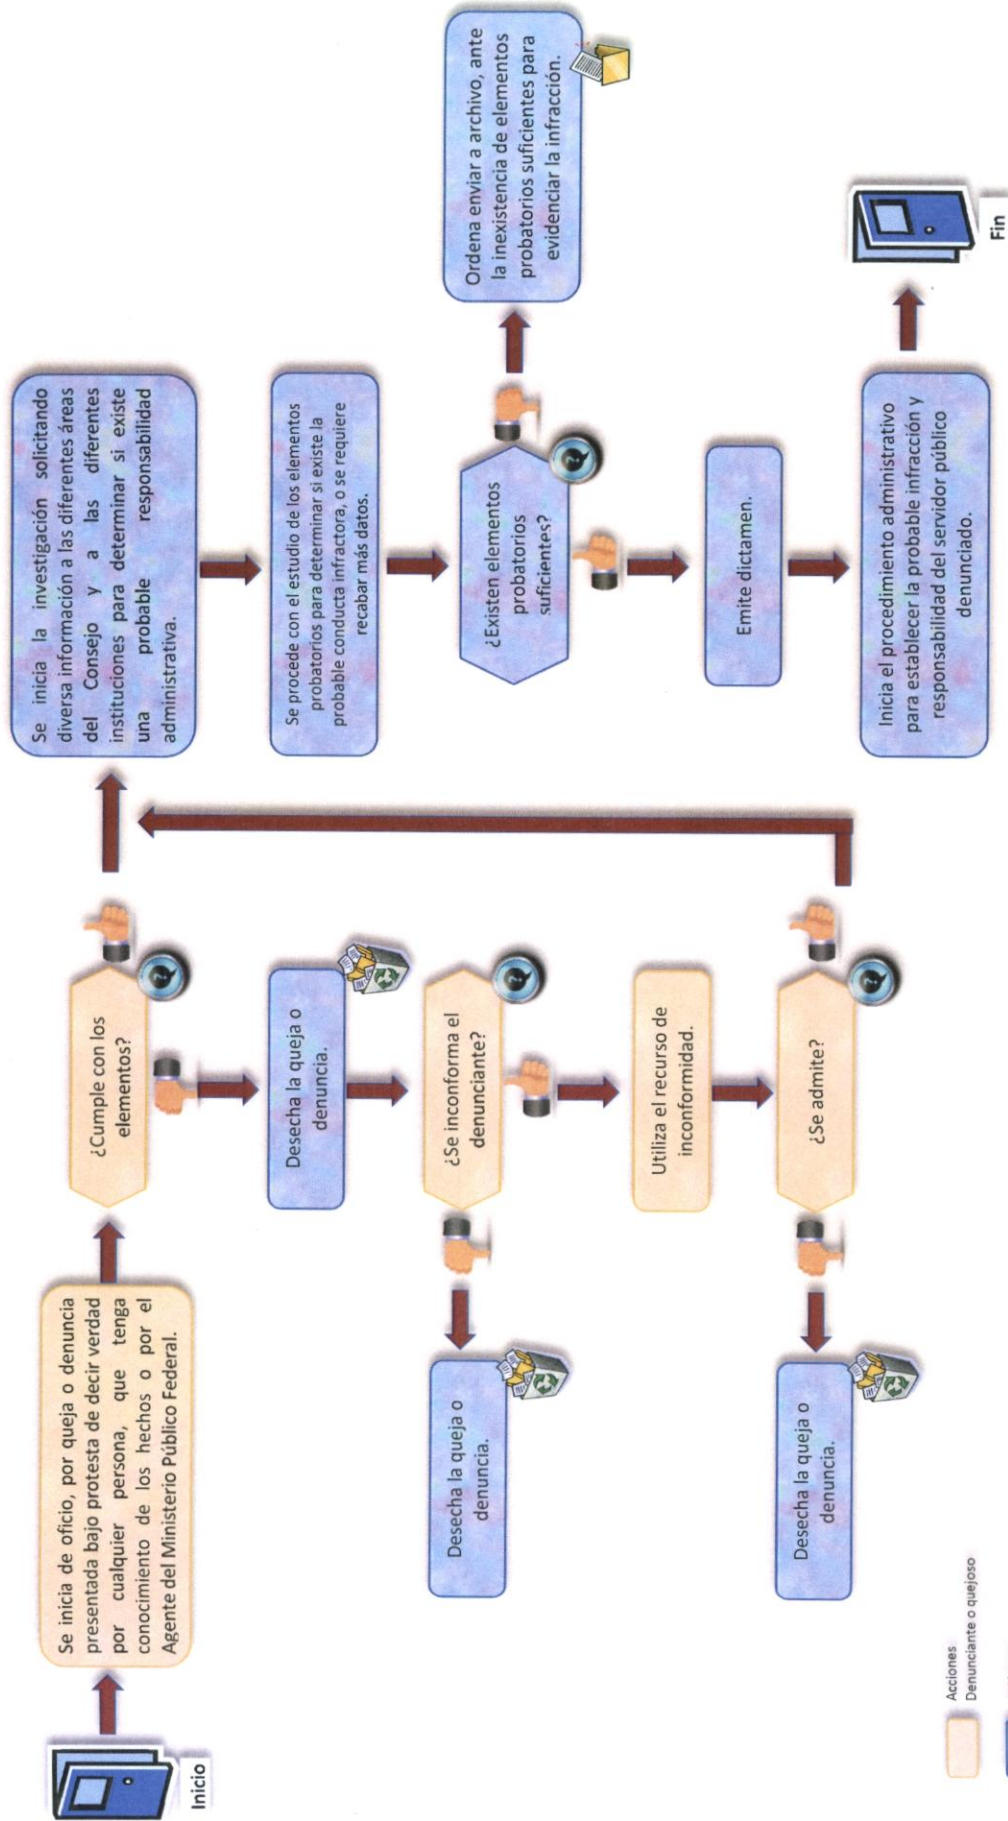 Inicio
Se inicia de oficio, por queja o denuncia
presentada bajo protesta de decir verdad
por cualquier persona, que tenga
conocimiento de los hechos o por el
Agente del Ministerio Público Federal.
¿Cumple con los
elementos?
Desecha la queja o
denuncia.
¿Se inconforma el
denunciante?
Desecha la queja o
denuncia.
Utiliza el recurso de
inconformidad.
¿Se admite?
Desecha la queja o
denuncia.
Se inicia la investigación solicitando
diversa información a las diferentes áreas
del Consejo y a las diferentes
instituciones para determinar si existe
una probable responsabilidad
administrativa.
Se procede con el estudio de los elementos
probatorios para determinar si existe la
probable conducta infractora, o se requiere
recabar más datos.
¿Existen elementos
probatorios
suficientes?
Ordena enviar a archivo, ante
la inexistencia de elementos
probatorios suficientes para
evidenciar la infracción.
Emite dictamen.
Inicia el procedimiento administrativo
para establecer la probable infracción y
responsabilidad del servidor público
denunciado.
Fin
Acciones
Denunciante o quejoso